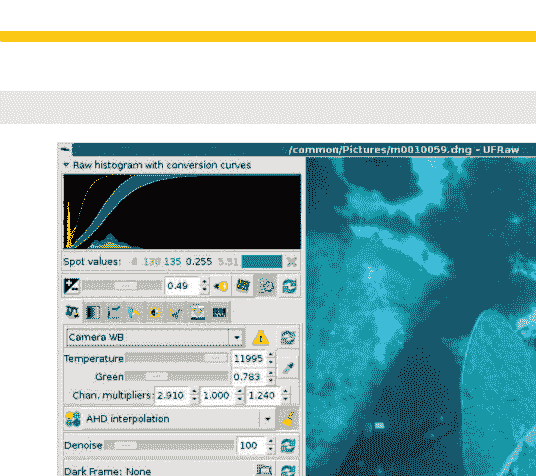 /common/Pictures/m0010059.dng - UFRaw
Raw histogram with conversion curves
Spot values: 135 0.255 5.51
0.49
Camera WB
Temperature 11995
Green 0.783
Chan. multipliers: 2.910 1.000 1.240
AHD interpolation
Denoise 100
Dark Frame: None